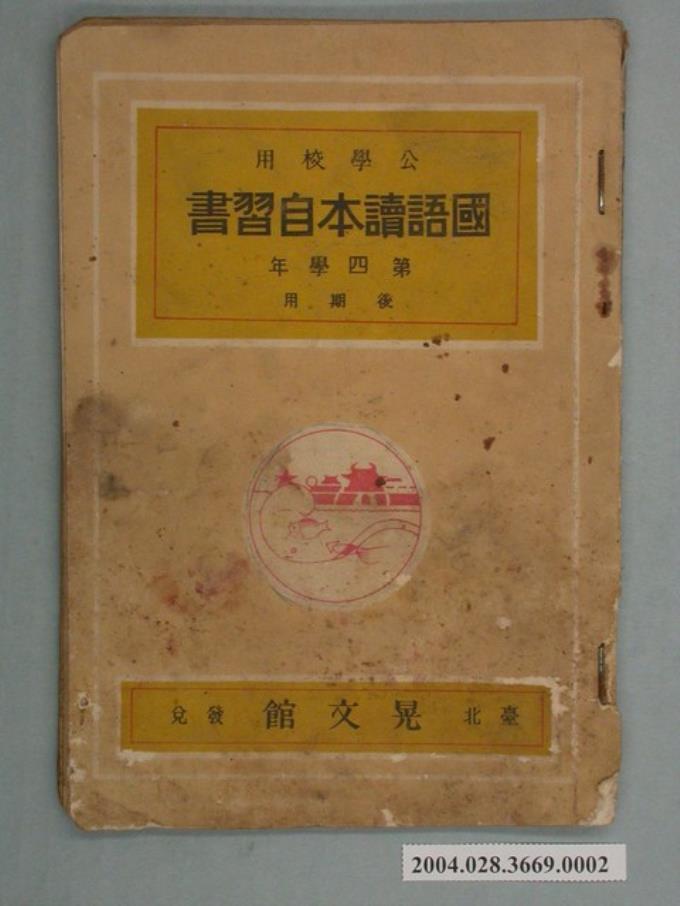 公學校用
國語讀本自習書
第四學年
後期用
臺北 晃文館 發兌
2004.028.3669.0002